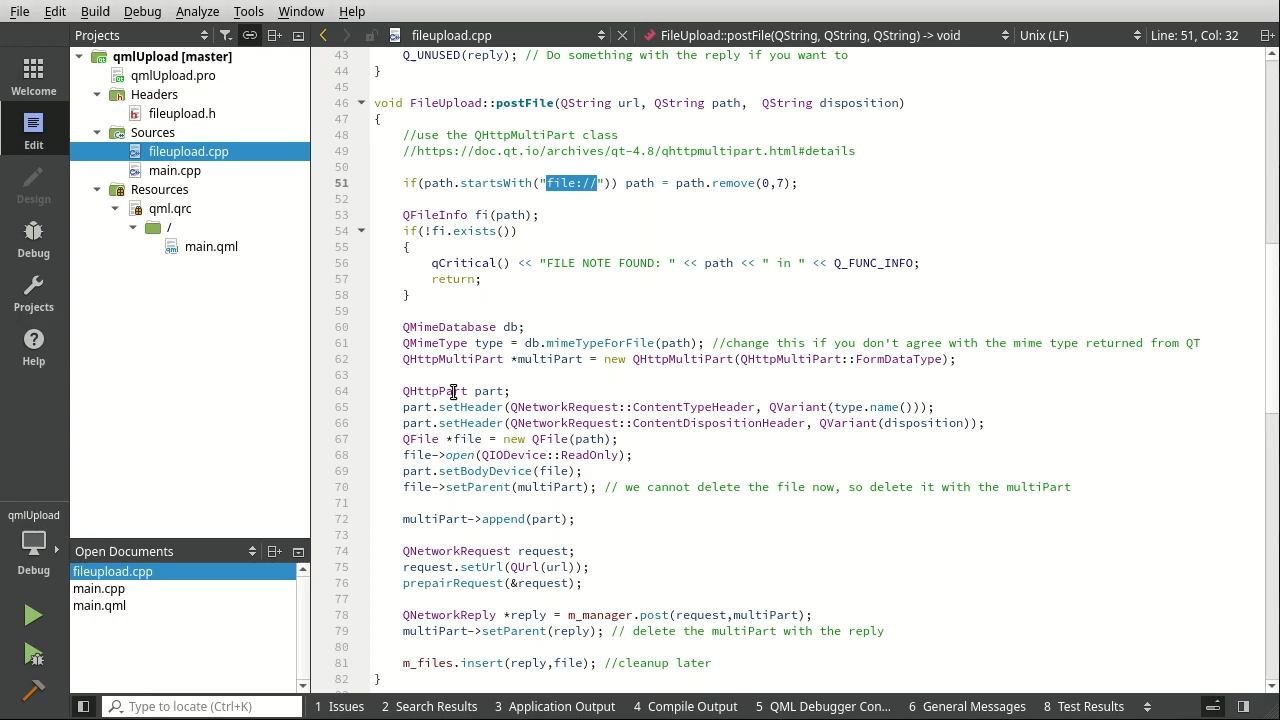 File Edit Build Debug Analyze Tools Window Help
Projects
fileupload.cpp
FileUpload::postFile(QString, QString, QString) -> void
Unix (LF)
Line: 51, Col: 32
Welcome
Edit
Design
Debug
Projects
Help
qmlUpload
Debug
qmlUpload [master]
qmlUpload.pro
Headers
fileupload.h
Sources
fileupload.cpp
main.cpp
Resources
qml.qrc
/
main.qml
Open Documents
fileupload.cpp
main.cpp
main.qml
43 Q_UNUSED(reply); // Do something with the reply if you want to
44 }
45
46 void FileUpload::postFile(QString url, QString path,  QString disposition)
47 {
48 //use the QHttpMultiPart class
49 //https://doc.qt.io/archives/qt-4.8/qhttpmultipart.html#details
50
51 if(path.startsWith("file://")) path = path.remove(0,7);
52
53 QFileInfo fi(path);
54 if(!fi.exists())
55 {
56 qCritical() << "FILE NOTE FOUND: " << path << " in " << Q_FUNC_INFO;
57 return;
58 }
59
60 QMimeDatabase db;
61 QMimeType type = db.mimeTypeForFile(path); //change this if you don't agree with the mime type returned from QT
62 QHttpMultiPart *multiPart = new QHttpMultiPart(QHttpMultiPart::FormDataType);
63
64 QHttpPart part;
65 part.setHeader(QNetworkRequest::ContentTypeHeader, QVariant(type.name()));
66 part.setHeader(QNetworkRequest::ContentDispositionHeader, QVariant(disposition));
67 QFile *file = new QFile(path);
68 file->open(QIODevice::ReadOnly);
69 part.setBodyDevice(file);
70 file->setParent(multiPart); // we cannot delete the file now, so delete it with the multiPart
71
72 multiPart->append(part);
73
74 QNetworkRequest request;
75 request.setUrl(QUrl(url));
76 prepairRequest(&request);
77
78 QNetworkReply *reply = m_manager.post(request,multiPart);
79 multiPart->setParent(reply); // delete the multiPart with the reply
80
81 m_files.insert(reply,file); //cleanup later
82 }
Type to locate (Ctrl+K)
1 Issues 2 Search Results 3 Application Output 4 Compile Output 5 QML Debugger Con... 6 General Messages 8 Test Results